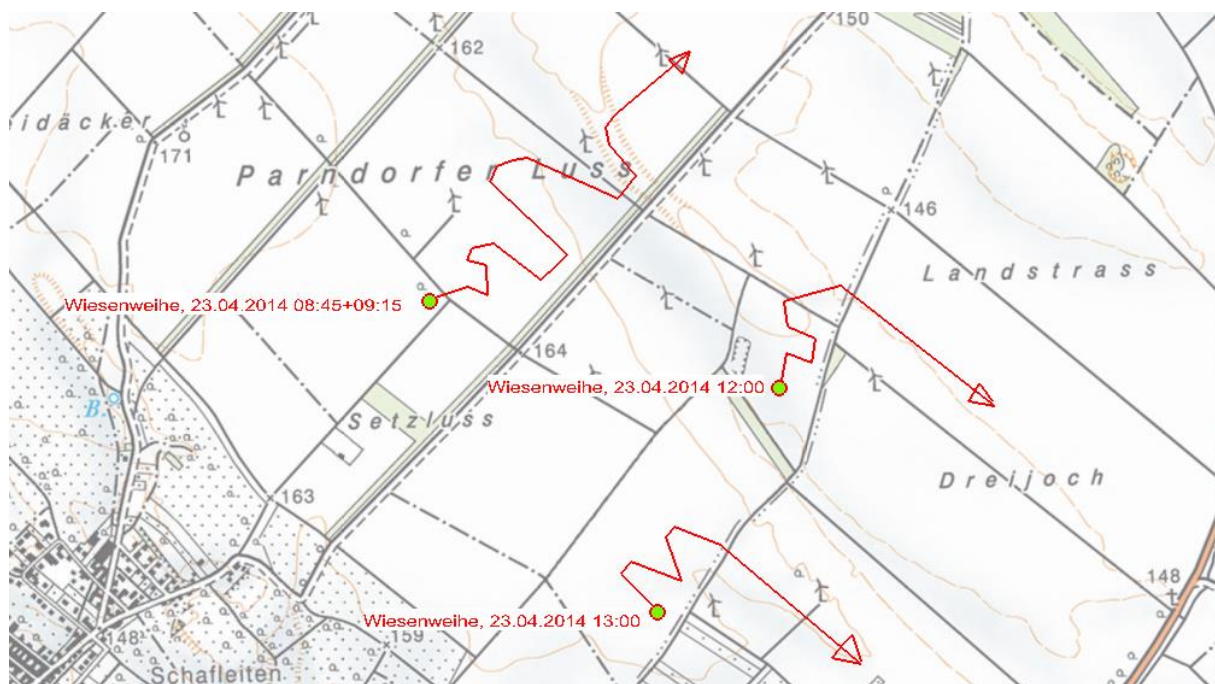 150
162
eidäcker
171
Parndorfer Luss
146
Landstrass
Wiesenweihe, 23.04.2014 08:45+09:15
164
Wiesenweihe, 23.04.2014 12:00
B.
Setzluss
Dreijoch
163
148
Wiesenweihe, 23.04.2014 13:00
148
159
Schafleiten